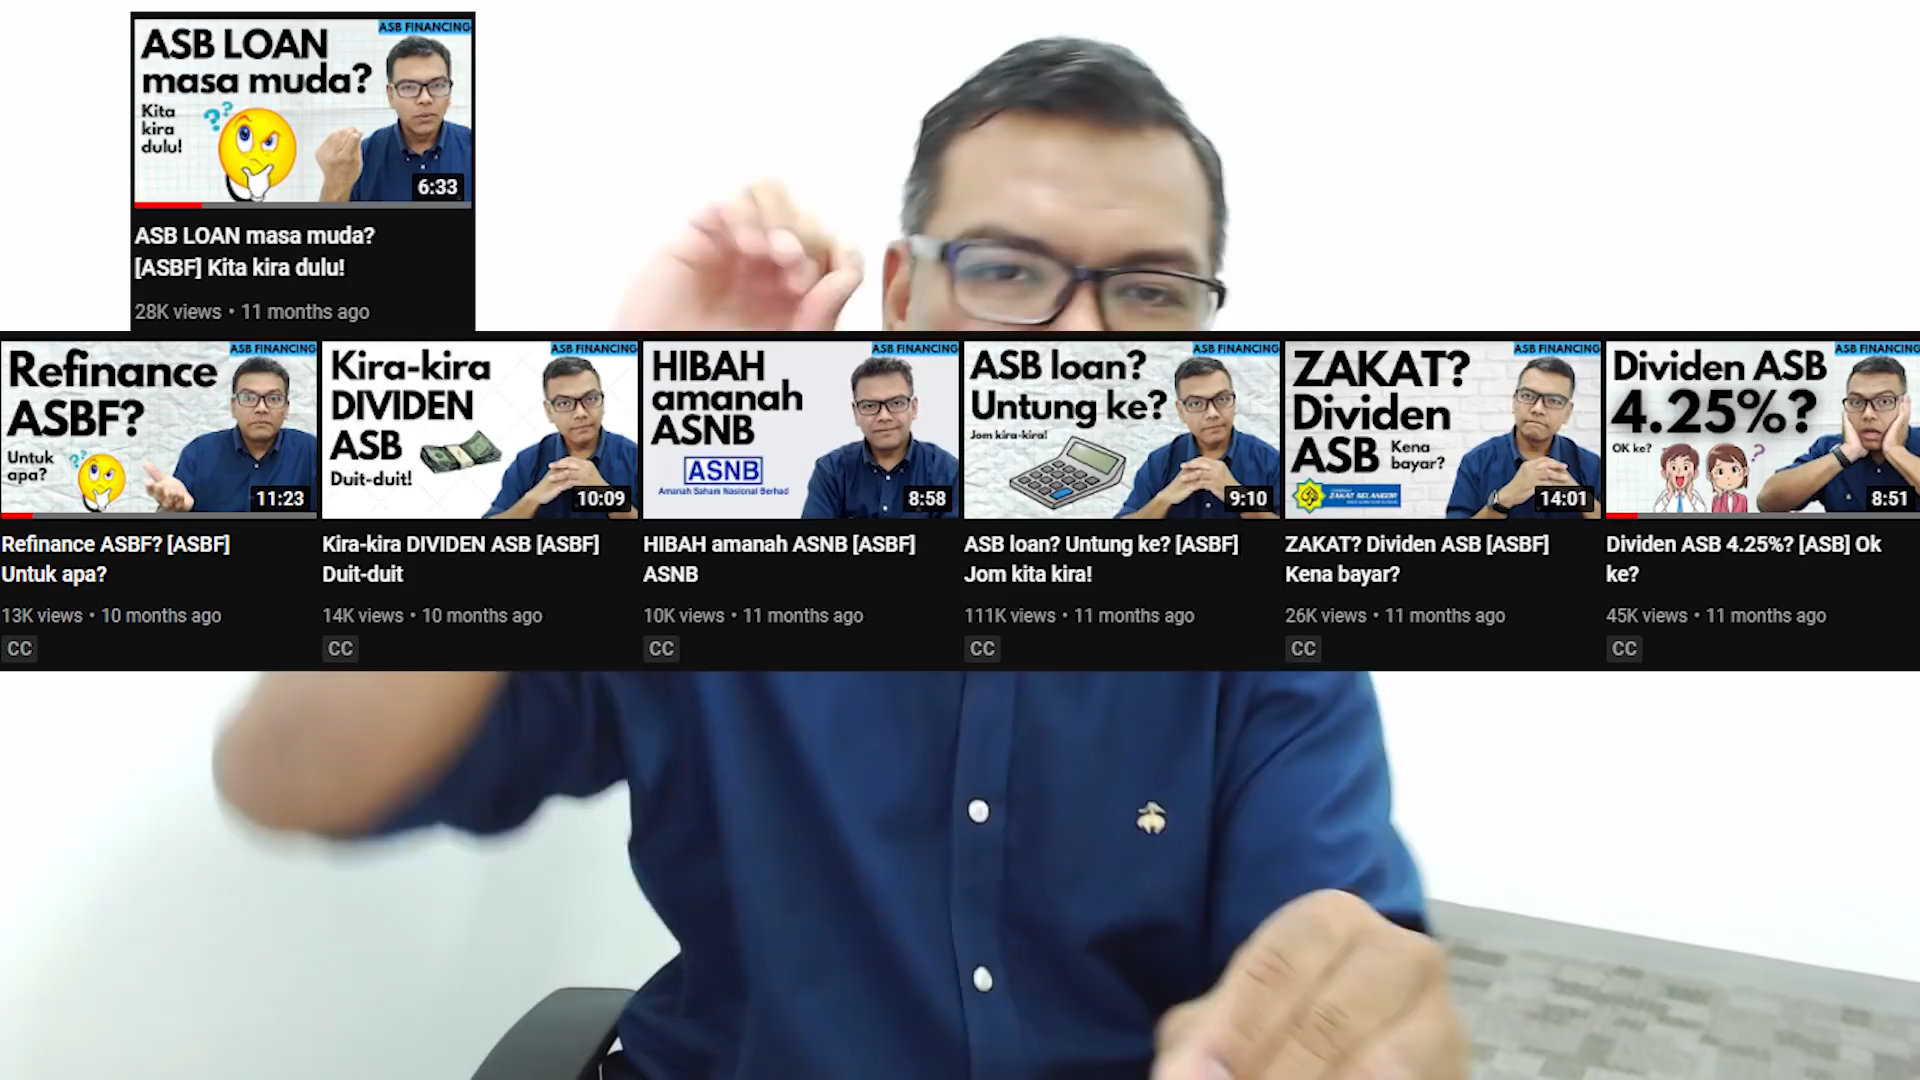 ASB FINANCING
ASB LOAN
masa muda?
Kita
kira
dulu!
??
6:33
ASB LOAN masa muda?
[ASBF] Kita kira dulu!
28K views • 11 months ago
ASB FINANCING
Refinance
ASBF?
Untuk
apa?
??
11:23
Refinance ASBF? [ASBF]
Untuk apa?
13K views • 10 months ago
CC
ASB FINANCING
Kira-kira
DIVIDEN
ASB
Duit-duit!
10:09
Kira-kira DIVIDEN ASB [ASBF]
Duit-duit
14K views • 10 months ago
CC
ASB FINANCING
HIBAH
amanah
ASNB
ASNB
Amanah Saham Nasional Berhad
8:58
HIBAH amanah ASNB [ASBF]
ASNB
10K views • 11 months ago
CC
ASB FINANCING
ASB loan?
Untung ke?
Jom kira-kira!
9:10
ASB loan? Untung ke? [ASBF]
Jom kita kira!
111K views • 11 months ago
CC
ASB FINANCING
ZAKAT?
Dividen
ASB
Kena
bayar?
ZAKAT SELANGOR
14:01
ZAKAT? Dividen ASB [ASBF]
Kena bayar?
26K views • 11 months ago
CC
ASB FINANCING
Dividen ASB
4.25%?
OK ke?
?
8:51
Dividen ASB 4.25%? [ASB] Ok
ke?
45K views • 11 months ago
CC